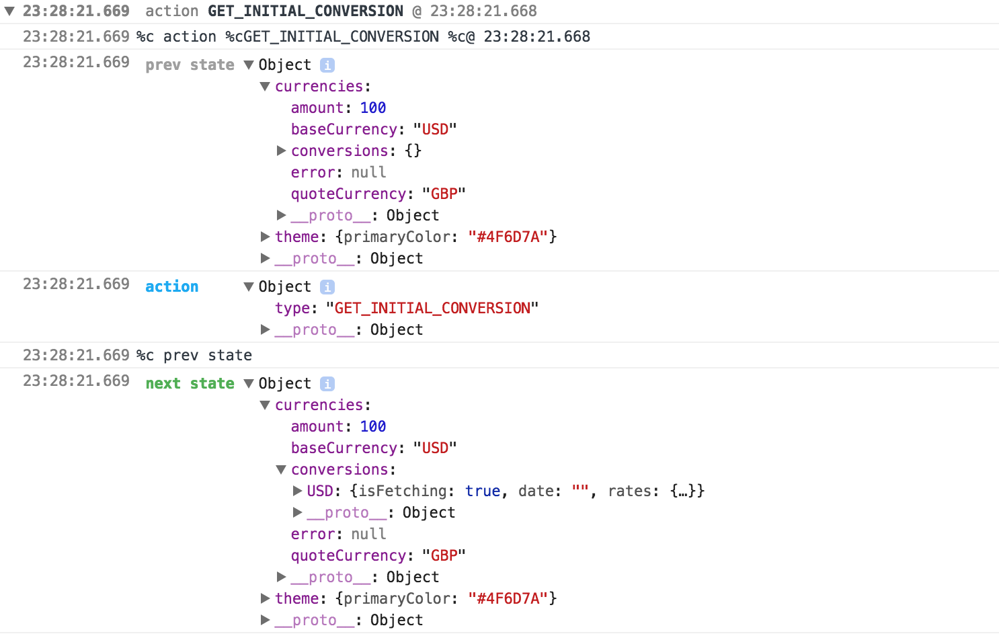 ▼ 23:28:21.669 action GET_INITIAL_CONVERSION @ 23:28:21.668
23:28:21.669 %c action %cGET_INITIAL_CONVERSION %c@ 23:28:21.668
23:28:21.669 prev state ▼ Object i
▼ currencies:
amount: 100
baseCurrency: "USD"
▶ conversions: {}
error: null
quoteCurrency: "GBP"
▶ __proto__: Object
▶ theme: {primaryColor: "#4F6D7A"}
▶ __proto__: Object
23:28:21.669 action ▼ Object i
type: "GET_INITIAL_CONVERSION"
▶ __proto__: Object
23:28:21.669 %c prev state
23:28:21.669 next state ▼ Object i
▼ currencies:
amount: 100
baseCurrency: "USD"
▼ conversions:
▶ USD: {isFetching: true, date: "", rates: {…}}
▶ __proto__: Object
error: null
quoteCurrency: "GBP"
▶ __proto__: Object
▶ theme: {primaryColor: "#4F6D7A"}
▶ __proto__: Object